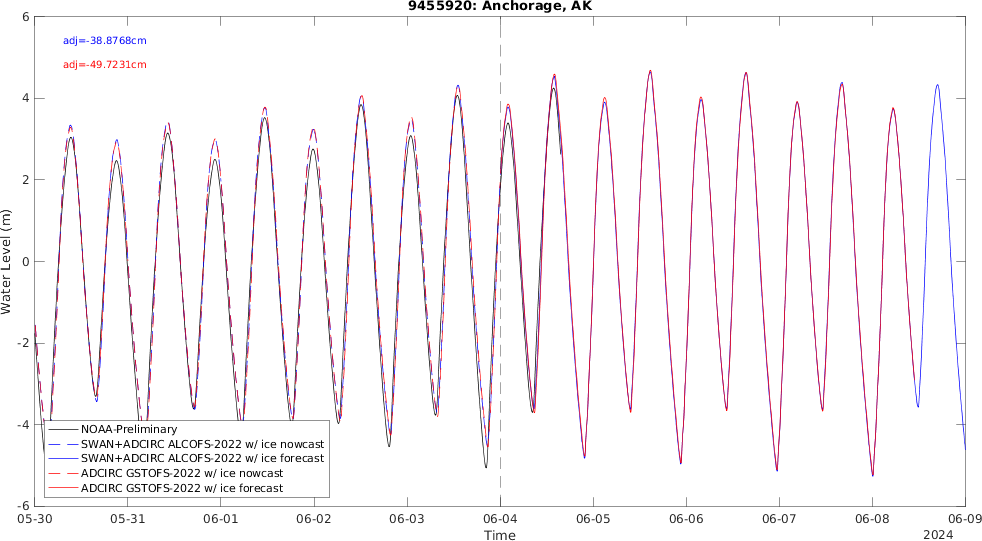 9455920: Anchorage, AK
adj=-38.8768cm
adj=-49.7231cm
6
4
2
0
-2
-4
-6
Water Level (m)
NOAA-Preliminary
SWAN+ADCIRC ALCOFS-2022 w/ ice nowcast
SWAN+ADCIRC ALCOFS-2022 w/ ice forecast
ADCIRC GSTOFS-2022 w/ ice nowcast
ADCIRC GSTOFS-2022 w/ ice forecast
05-30 05-31 06-01 06-02 06-03 06-04 06-05 06-06 06-07 06-08 06-09
Time
2024